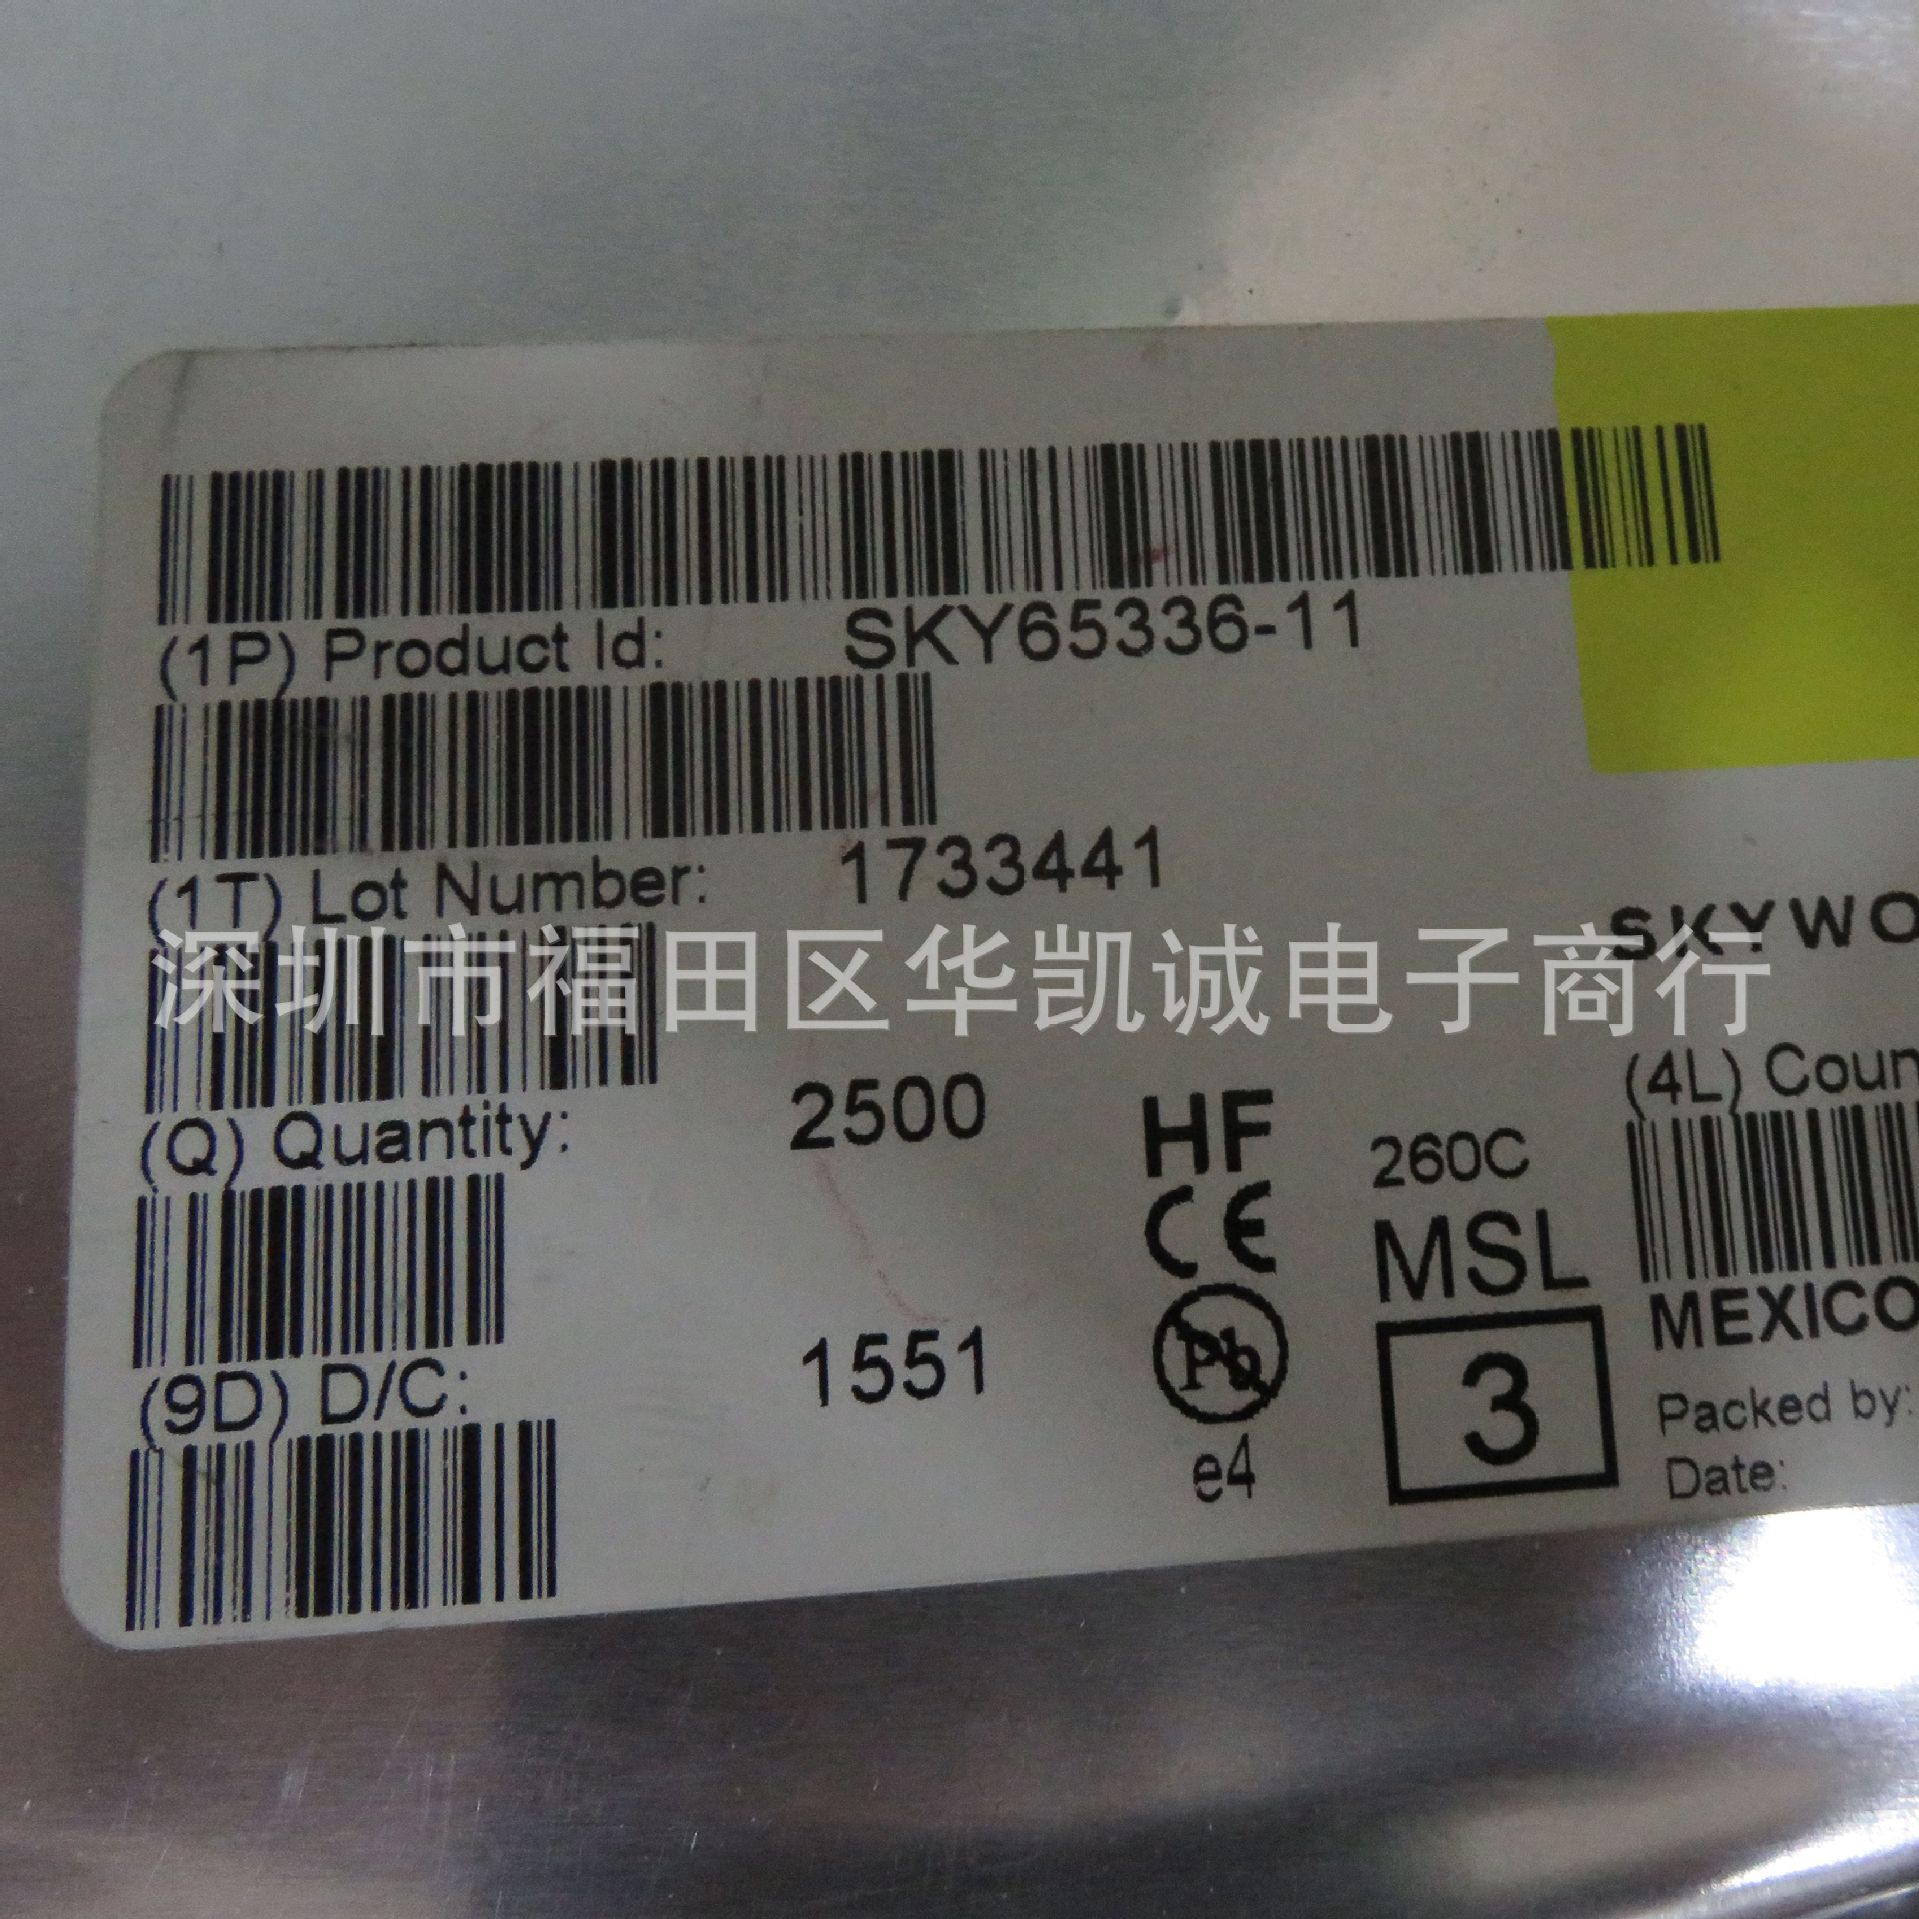 (1P) Product Id: SKY65336-11
(1T) Lot Number: 1733441
深圳市福田区华凯诚电子商行
(Q) Quantity: 2500
(9D) D/C: 1551
HF
CE
Pb
e4
260C
MSL
3
SKYWO
(4L) Coun
MEXICO
Packed by:
Date: